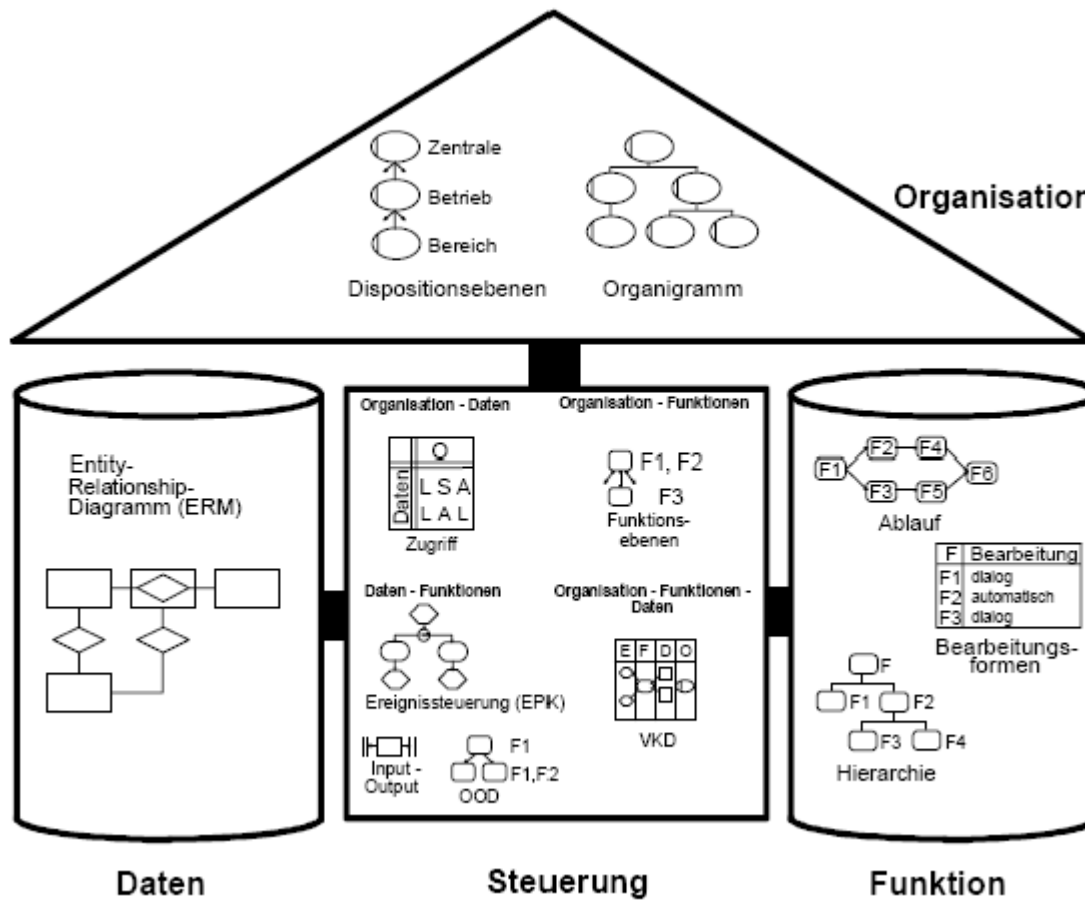 Zentrale
Betrieb
Bereich
Dispositionsebenen
Organigramm
Organisation
Entity-
Relationship-
Diagramm (ERM)
Daten
Organisation - Daten
O
Daten
L S A
L A L
Zugriff
Organisation - Funktionen
F1, F2
F3
Funktions-
ebenen
Daten - Funktionen
Ereignissteuerung (EPK)
Input -
Output
F1
F1,F2
OOD
Organisation - Funktionen -
Daten
E F D O
VKD
Steuerung
F1
F2
F4
F3
F5
F6
Ablauf
F Bearbeitung
F1 dialog
F2 automatisch
F3 dialog
Bearbeitungs-
formen
F
F1
F2
F3
F4
Hierarchie
Funktion